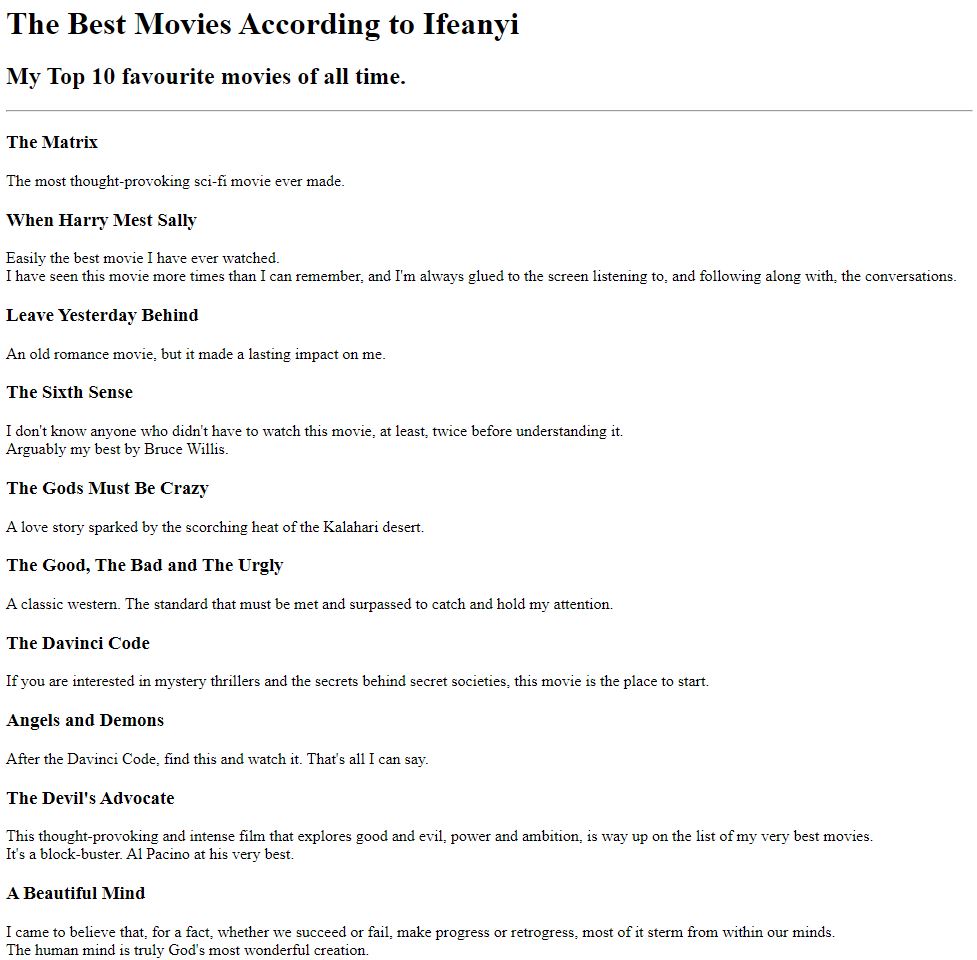 The Best Movies According to Ifeanyi
My Top 10 favourite movies of all time.
The Matrix
The most thought-provoking sci-fi movie ever made.
When Harry Mest Sally
Easily the best movie I have ever watched.
I have seen this movie more times than I can remember, and I'm always glued to the screen listening to, and following along with, the conversations.
Leave Yesterday Behind
An old romance movie, but it made a lasting impact on me.
The Sixth Sense
I don't know anyone who didn't have to watch this movie, at least, twice before understanding it.
Arguably my best by Bruce Willis.
The Gods Must Be Crazy
A love story sparked by the scorching heat of the Kalahari desert.
The Good, The Bad and The Urgly
A classic western. The standard that must be met and surpassed to catch and hold my attention.
The Davinci Code
If you are interested in mystery thrillers and the secrets behind secret societies, this movie is the place to start.
Angels and Demons
After the Davinci Code, find this and watch it. That's all I can say.
The Devil's Advocate
This thought-provoking and intense film that explores good and evil, power and ambition, is way up on the list of my very best movies.
It's a block-buster. Al Pacino at his very best.
A Beautiful Mind
I came to believe that, for a fact, whether we succeed or fail, make progress or retrogress, most of it sterm from within our minds.
The human mind is truly God's most wonderful creation.